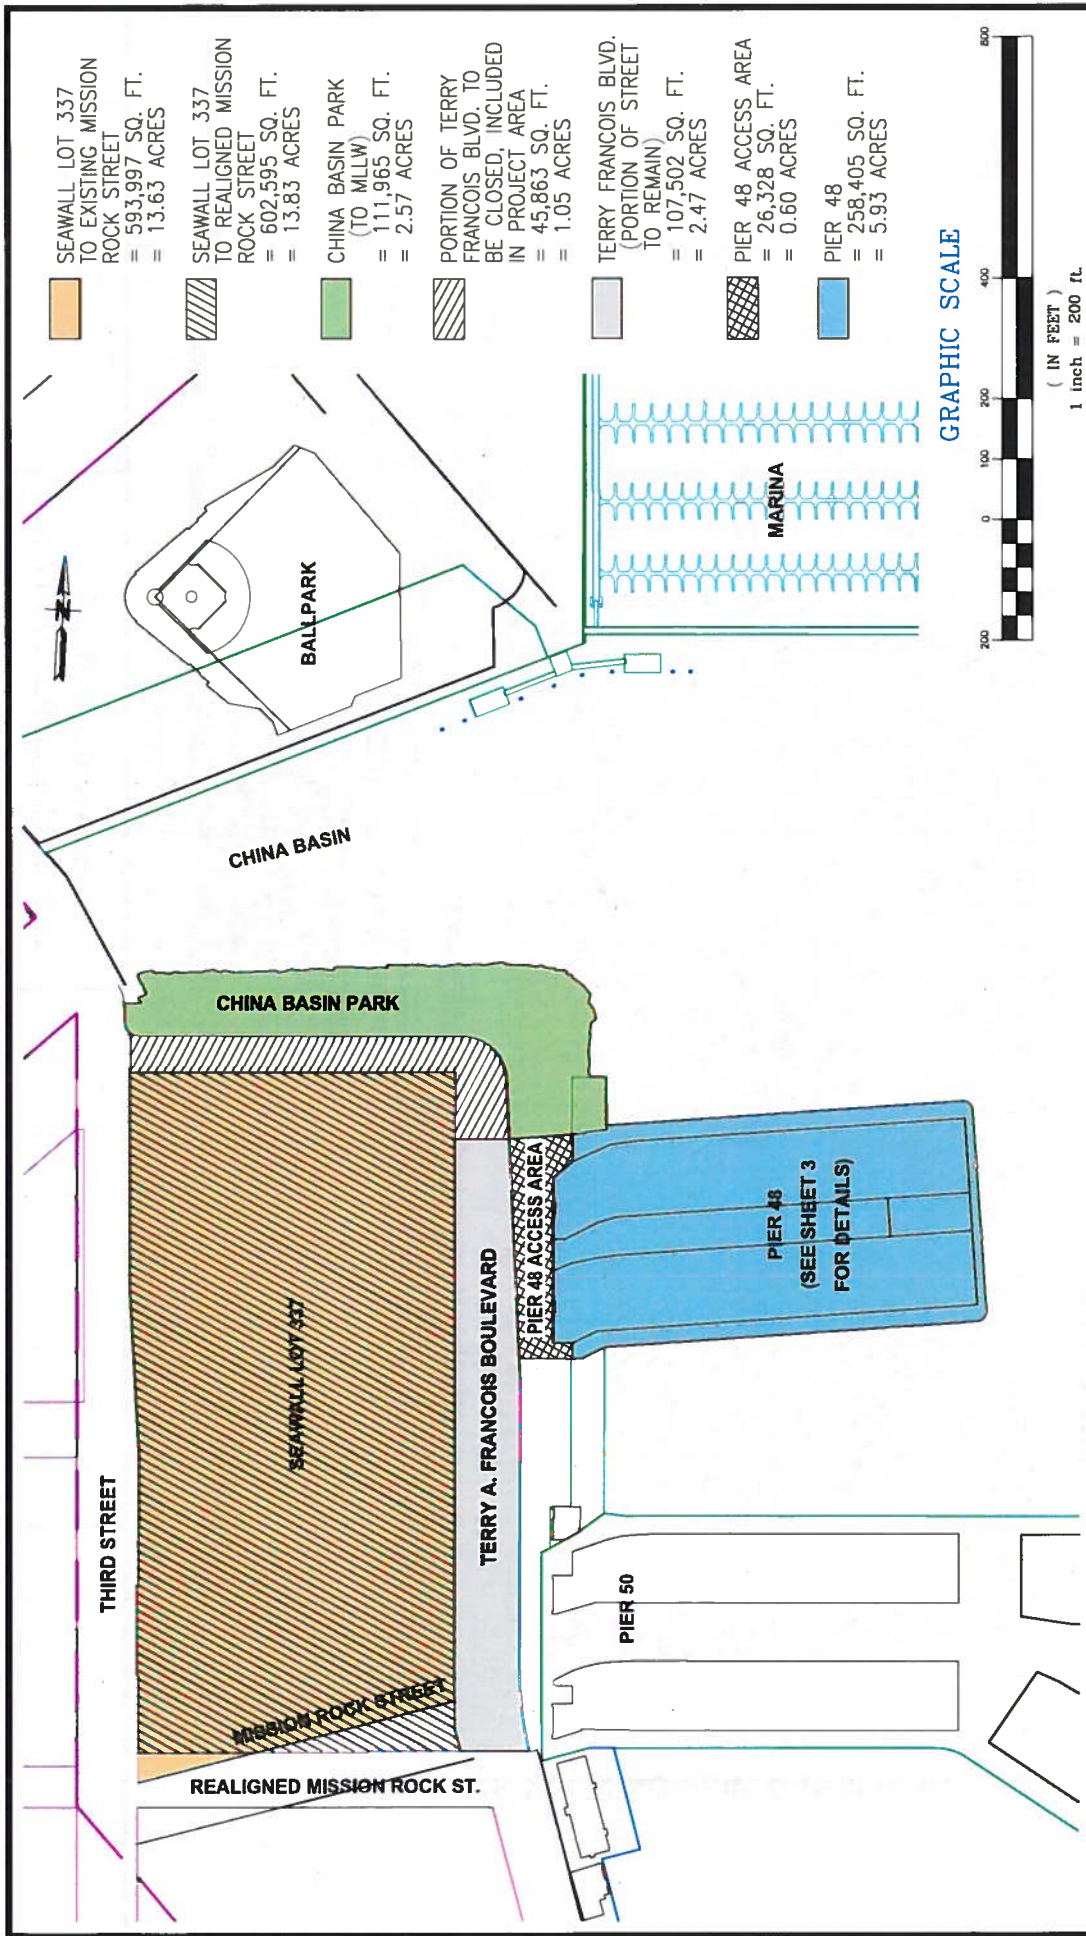 SEAWALL LOT 337
TO EXISTING MISSION
ROCK STREET
= 593,997 SQ. FT.
= 13.63 ACRES
SEAWALL LOT 337
TO REALIGNED MISSION
ROCK STREET
= 602,595 SQ. FT.
= 13.83 ACRES
CHINA BASIN PARK
(TO MLLW)
= 111,965 SQ. FT.
= 2.57 ACRES
PORTION OF TERRY
FRANCOIS BLVD. TO
BE CLOSED, INCLUDED
IN PROJECT AREA
= 45,863 SQ. FT.
= 1.05 ACRES
TERRY FRANCOIS BLVD.
(PORTION OF STREET
TO REMAIN)
= 107,502 SQ. FT.
= 2.47 ACRES
PIER 48 ACCESS AREA
= 26,328 SQ. FT.
= 0.60 ACRES
PIER 48
= 258,405 SQ. FT.
= 5.93 ACRES
GRAPHIC SCALE
200
0
100
200
400
800
( IN FEET )
1 inch = 200 ft.
N
BALLPARK
MARINA
CHINA BASIN
CHINA BASIN PARK
THIRD STREET
SEAWALL LOT 337
TERRY A. FRANCOIS BOULEVARD
PIER 48 ACCESS AREA
PIER 48
(SEE SHEET 3
FOR DETAILS)
PIER 50
MISSION ROCK STREET
REALIGNED MISSION ROCK ST.